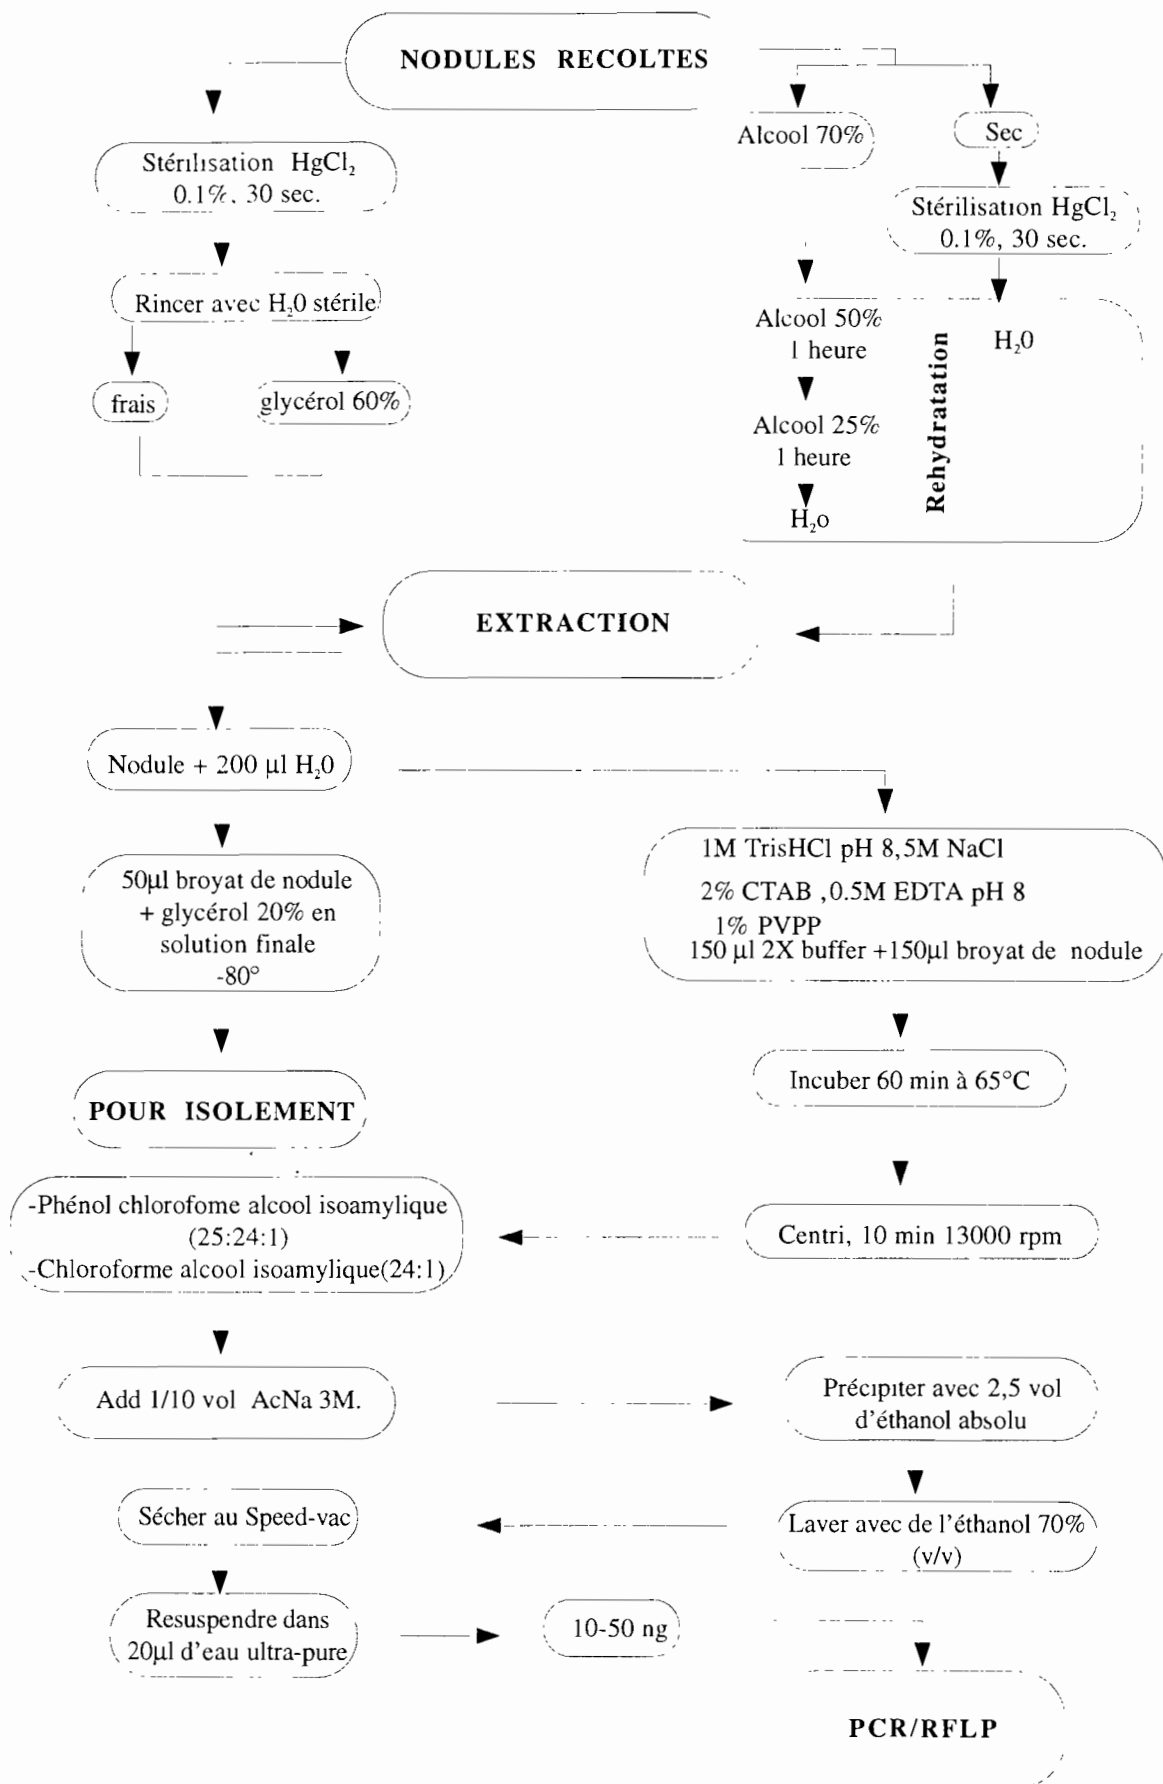 NODULES RECOLTES
Stérilisation HgCl₂
0.1%. 30 sec.
Rincer avec H₂0 stérile
frais
glycérol 60%
Alcool 70%
Sec
Stérilisation HgCl₂
0.1%, 30 sec.
Alcool 50%
1 heure
Alcool 25%
1 heure
H₂o
Rehydratation
H₂0
EXTRACTION
Nodule + 200 µl H₂0
50µl broyat de nodule
+ glycérol 20% en
solution finale
-80°
POUR ISOLEMENT
1M TrisHCl pH 8,5M NaCl
2% CTAB ,0.5M EDTA pH 8
1% PVPP
150 µl 2X buffer +150µl broyat de nodule
Incuber 60 min à 65°C
Centri, 10 min 13000 rpm
-Phénol chlorofome alcool isoamylique
(25:24:1)
-Chloroforme alcool isoamylique(24:1)
Add 1/10 vol AcNa 3M.
Précipiter avec 2,5 vol
d'éthanol absolu
Laver avec de l'éthanol 70%
(v/v)
Sécher au Speed-vac
Resuspendre dans
20µl d'eau ultra-pure
10-50 ng
PCR/RFLP